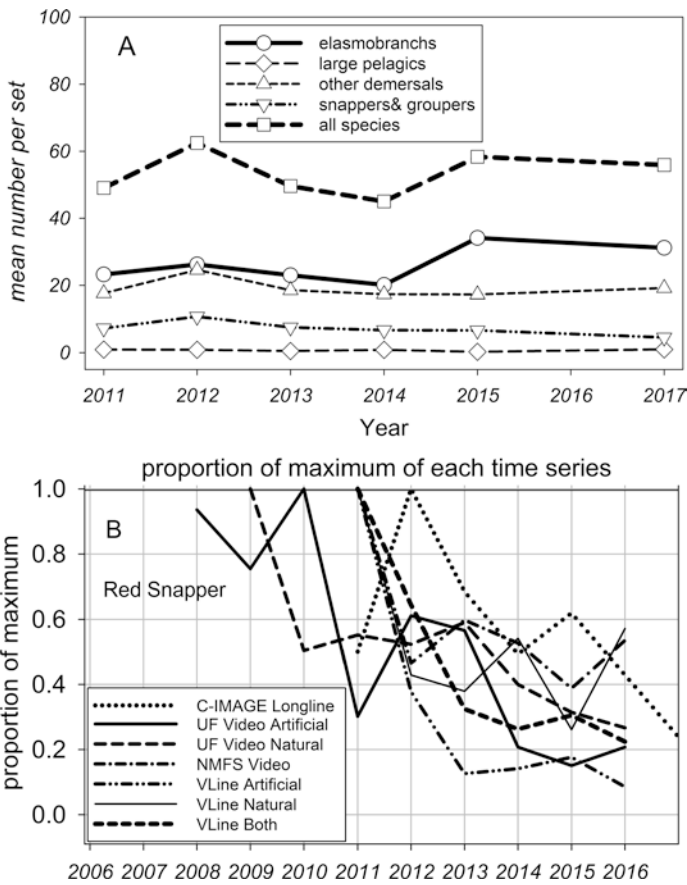 100
A
elasmobranchs
large pelagics
80
other demersals
snappers& groupers
60
all species
mean number per set
40
20
0
2011 2012 2013 2014 2015 2016 2017
Year
proportion of maximum of each time series
1.0
B
0.8
Red Snapper
0.6
proportion of maximum
0.4
C-IMAGE Longline
UF Video Artificial
0.2
UF Video Natural
NMFS Video
VLine Artificial
VLine Natural
0.0
VLine Both
2006 2007 2008 2009 2010 2011 2012 2013 2014 2015 2016